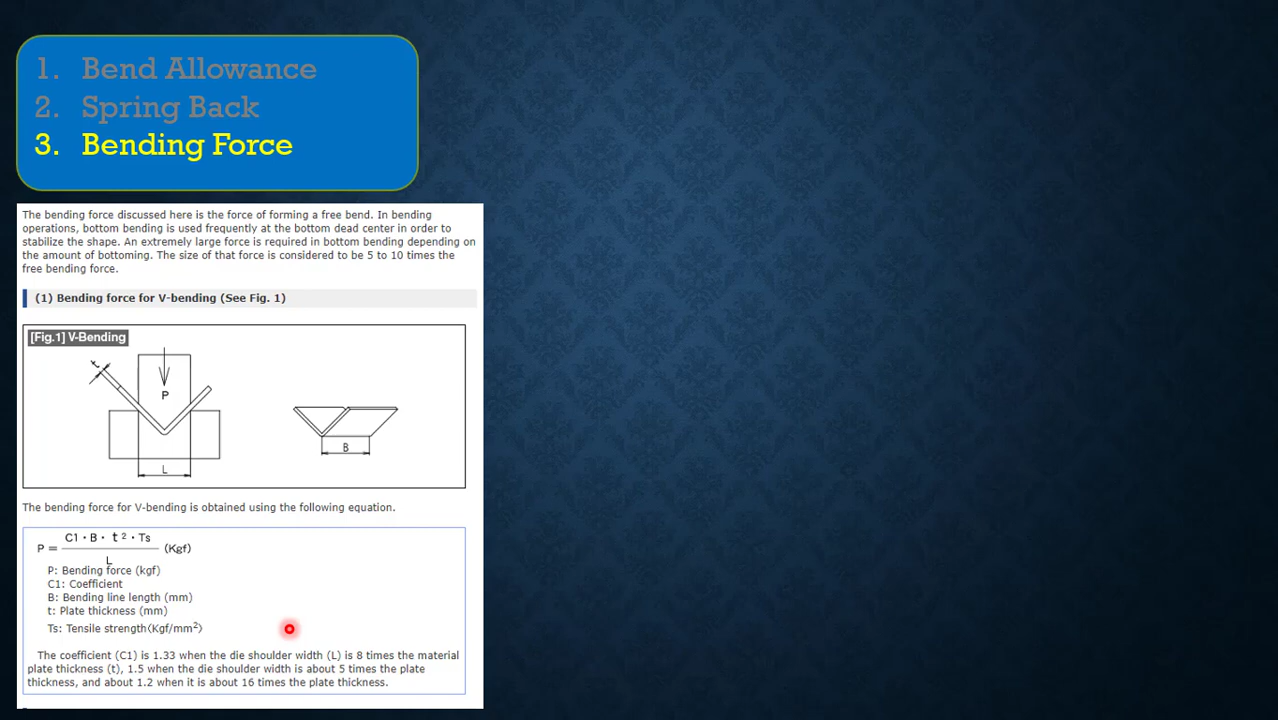 1. Bend Allowance
2. Spring Back
3. Bending Force
The bending force discussed here is the force of forming a free bend. In bending
operations, bottom bending is used frequently at the bottom dead center in order to
stabilize the shape. An extremely large force is required in bottom bending depending on
the amount of bottoming. The size of that force is considered to be 5 to 10 times the
free bending force.
(1) Bending force for V-bending (See Fig. 1)
[Fig.1] V-Bending
t
P
L
B
The bending force for V-bending is obtained using the following equation.
P = C1・B・t²・Ts / L (Kgf)
P: Bending force (kgf)
C1: Coefficient
B: Bending line length (mm)
t: Plate thickness (mm)
Ts: Tensile strength(Kgf/mm²)
The coefficient (C1) is 1.33 when the die shoulder width (L) is 8 times the material
plate thickness (t), 1.5 when the die shoulder width is about 5 times the plate
thickness, and about 1.2 when it is about 16 times the plate thickness.